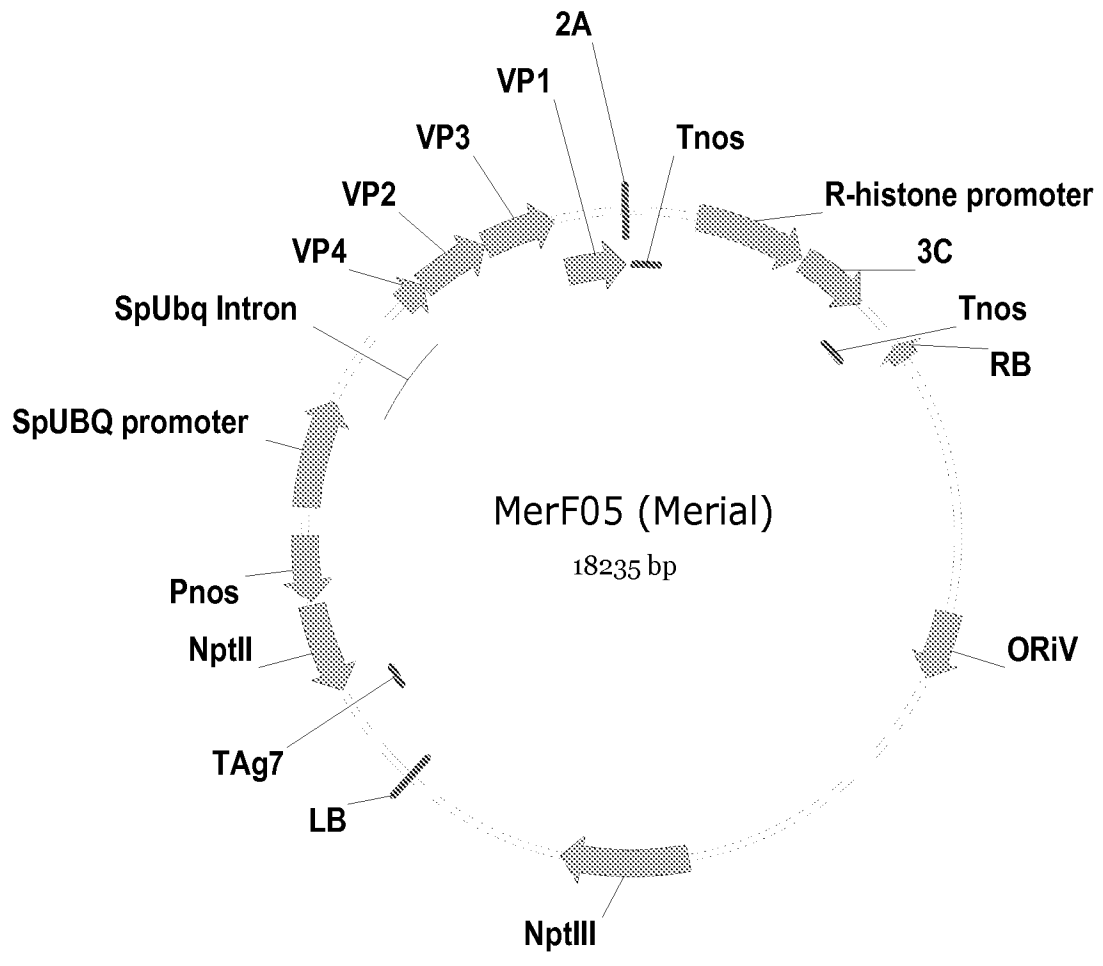 2A
VP1
VP3
Tnos
VP2
R-histone promoter
VP4
3C
SpUbq Intron
Tnos
RB
SpUBQ promoter
MerF05 (Merial)
18235 bp
Pnos
NptII
ORiV
TAg7
LB
NptIII